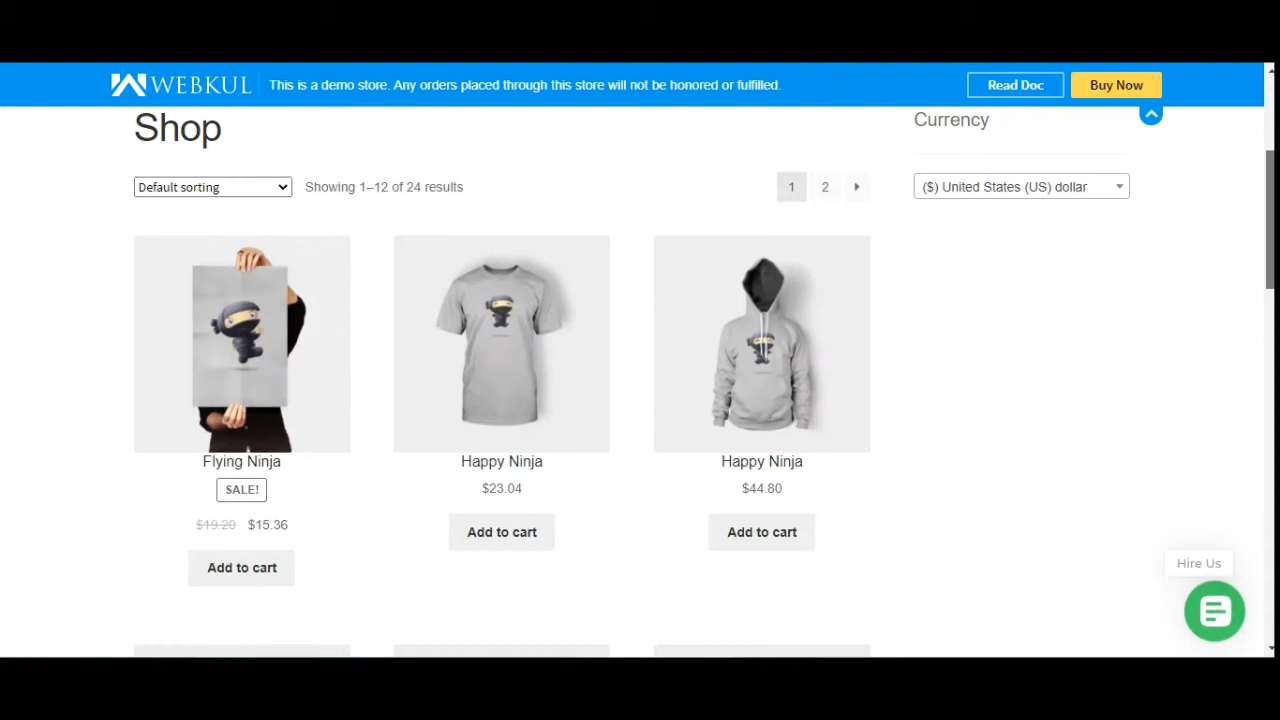 WEBKUL
This is a demo store. Any orders placed through this store will not be honored or fulfilled.
Read Doc
Buy Now
Shop
Currency
Default sorting
Showing 1–12 of 24 results
1
2
($) United States (US) dollar
Flying Ninja
Happy Ninja
Happy Ninja
SALE!
$23.04
$44.80
$19.20 $15.36
Add to cart
Add to cart
Add to cart
Hire Us